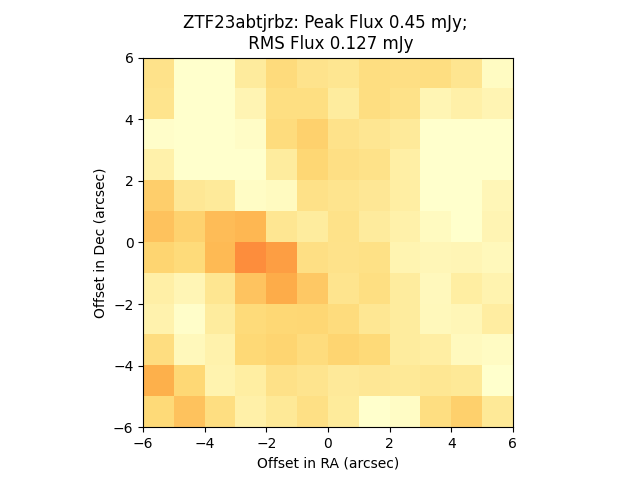 ZTF23abtjrbz: Peak Flux 0.45 mJy;
RMS Flux 0.127 mJy
6
4
2
0
−2
−4
−6
Offset in Dec (arcsec)
−6 −4 −2 0 2 4 6
Offset in RA (arcsec)